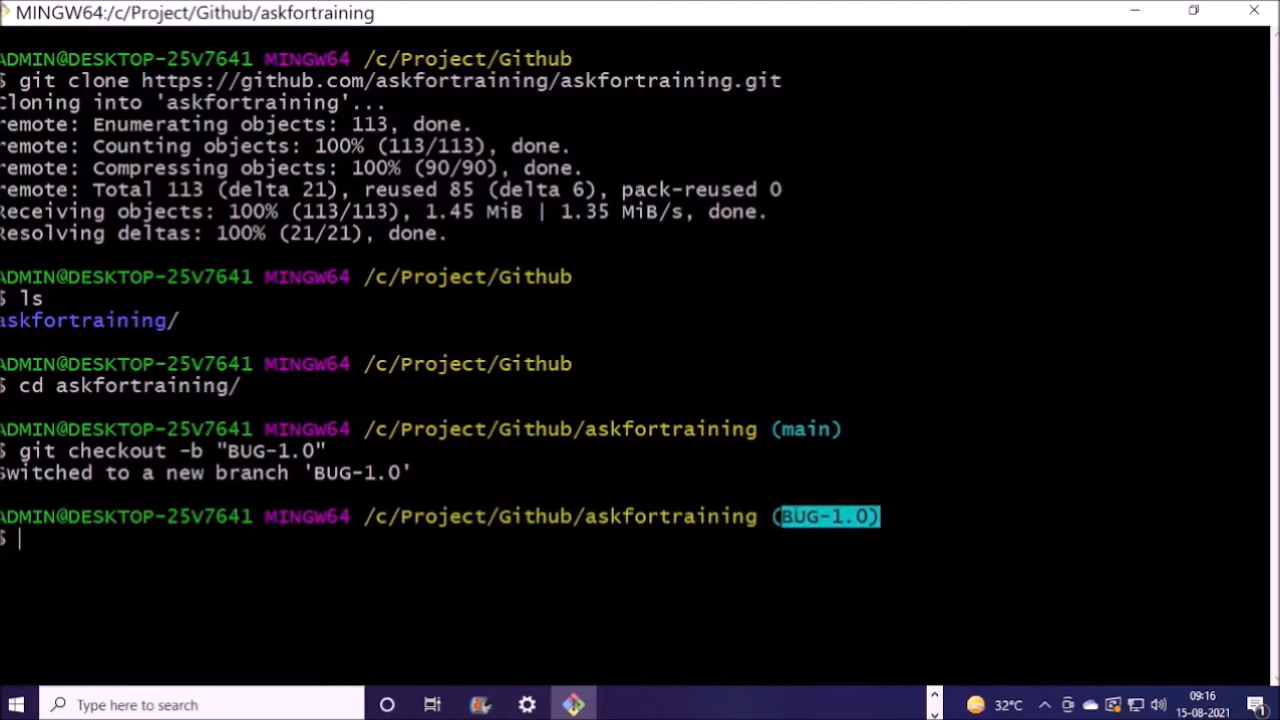 MINGW64:/c/Project/Github/askfortraining
ADMIN@DESKTOP-25V7641 MINGW64 /c/Project/Github
$ git clone https://github.com/askfortraining/askfortraining.git
Cloning into 'askfortraining'...
remote: Enumerating objects: 113, done.
remote: Counting objects: 100% (113/113), done.
remote: Compressing objects: 100% (90/90), done.
remote: Total 113 (delta 21), reused 85 (delta 6), pack-reused 0
Receiving objects: 100% (113/113), 1.45 MiB | 1.35 MiB/s, done.
Resolving deltas: 100% (21/21), done.
ADMIN@DESKTOP-25V7641 MINGW64 /c/Project/Github
$ ls
askfortraining/
ADMIN@DESKTOP-25V7641 MINGW64 /c/Project/Github
$ cd askfortraining/
ADMIN@DESKTOP-25V7641 MINGW64 /c/Project/Github/askfortraining (main)
$ git checkout -b "BUG-1.0"
Switched to a new branch 'BUG-1.0'
ADMIN@DESKTOP-25V7641 MINGW64 /c/Project/Github/askfortraining (BUG-1.0)
$
Type here to search
32°C
09:16
15-08-2021
1